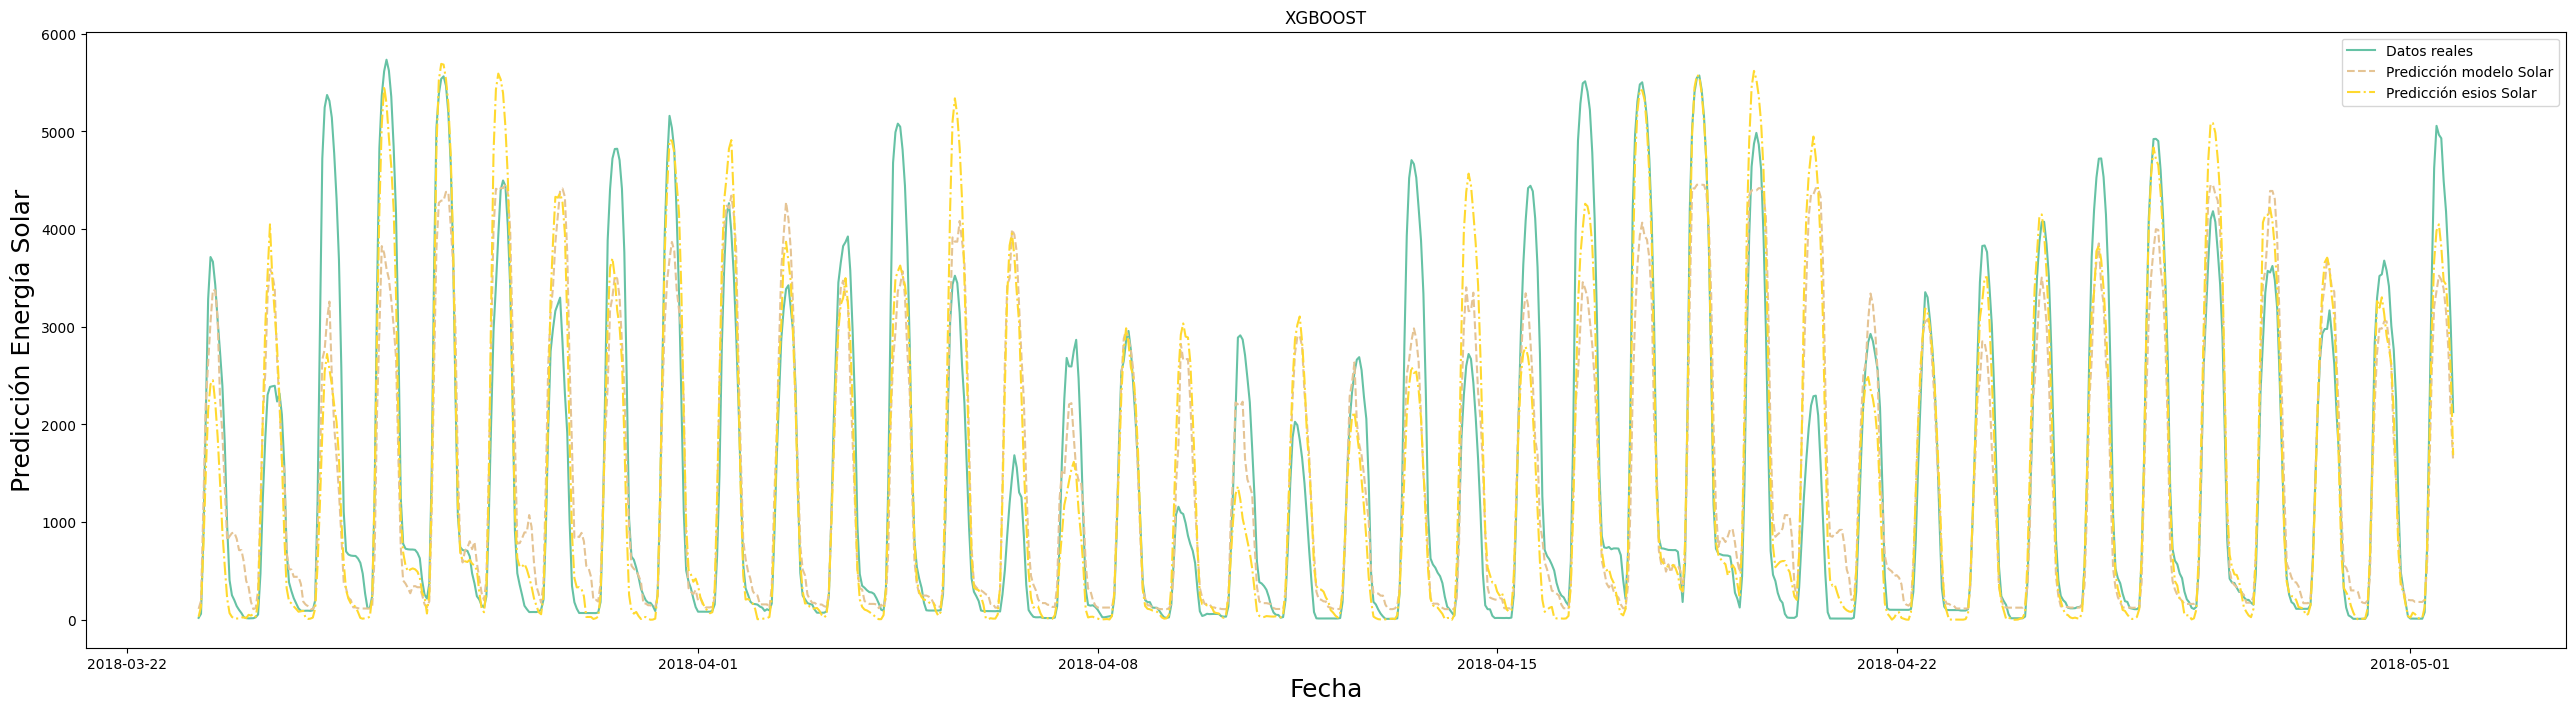 XGBOOST
Predicción Energía Solar
6000
5000
4000
3000
2000
1000
0
Datos reales
Predicción modelo Solar
Predicción esios Solar
2018-03-22
2018-04-01
2018-04-08
2018-04-15
2018-04-22
2018-05-01
Fecha